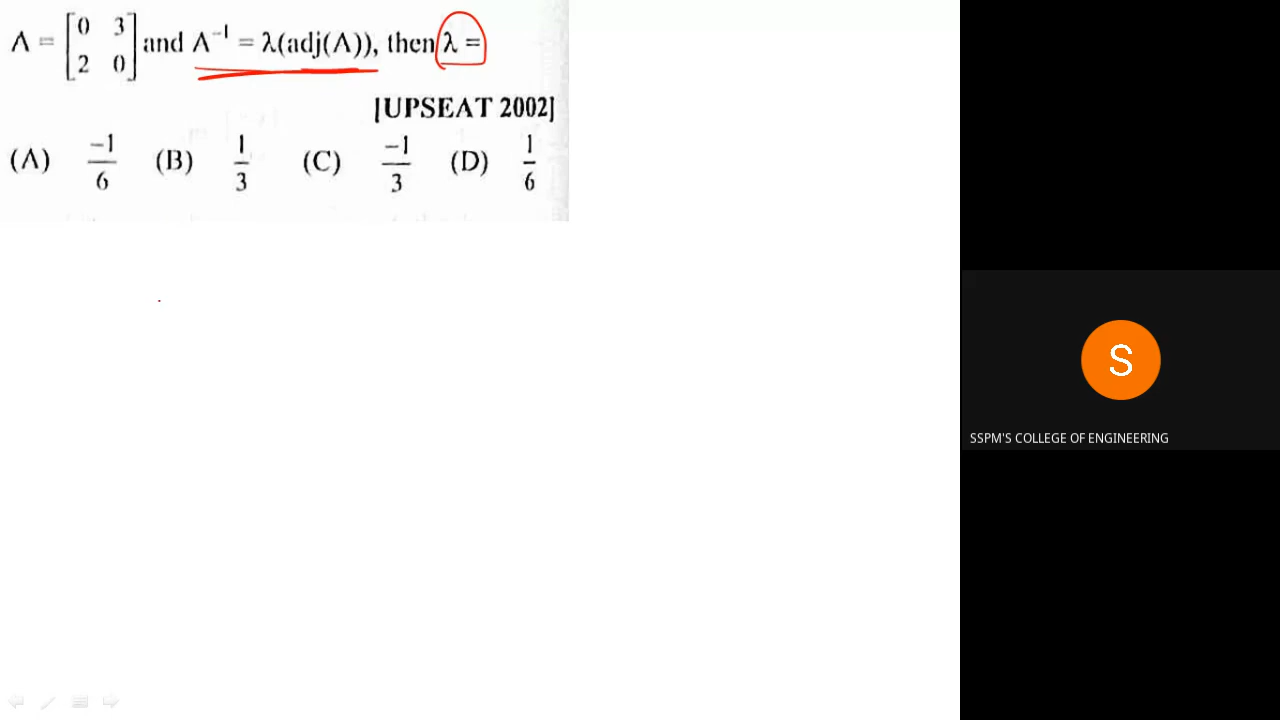 A = [0 3 2 0] and A⁻¹ = λ(adj(A)), then λ =
[UPSEAT 2002]
(A) -1/6 (B) 1/3 (C) -1/3 (D) 1/6
S
SSPM'S COLLEGE OF ENGINEERING